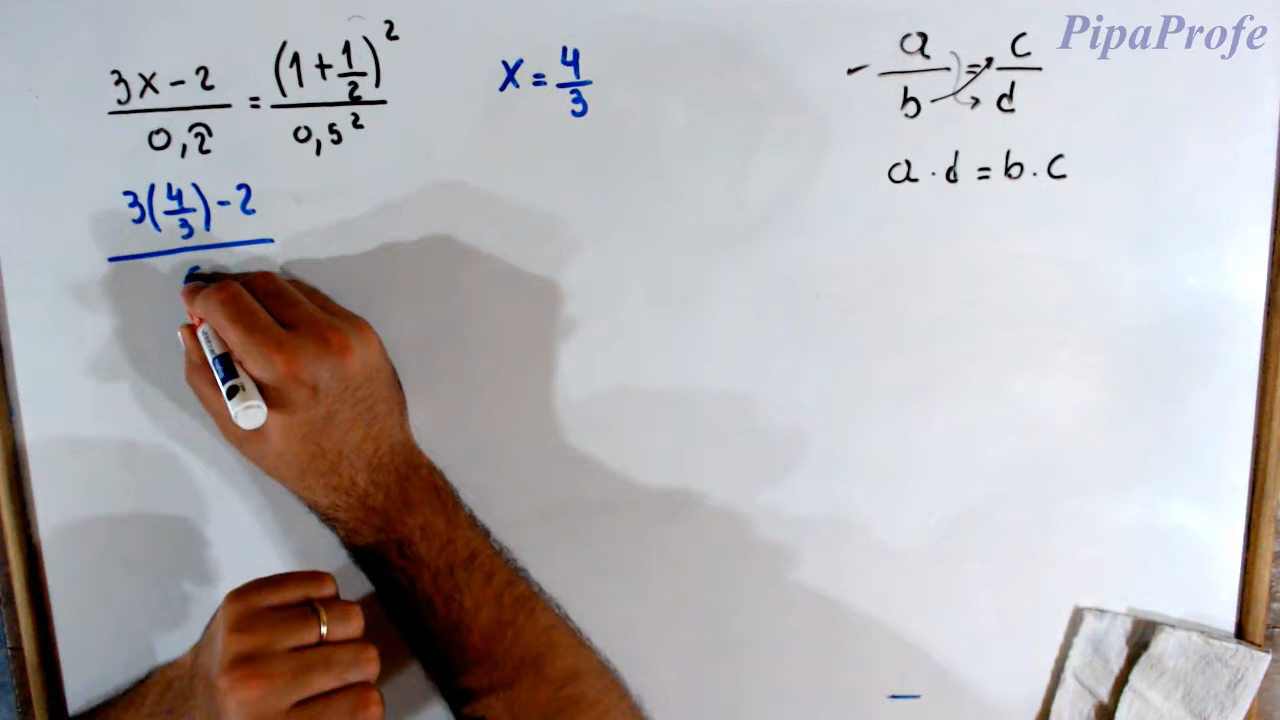 PipaProfe
(3x-2)/0,2̂ = (1+1/2)²/0,5²
x = 4/3
a/b = c/d
a·d = b·c
3(4/3)-2